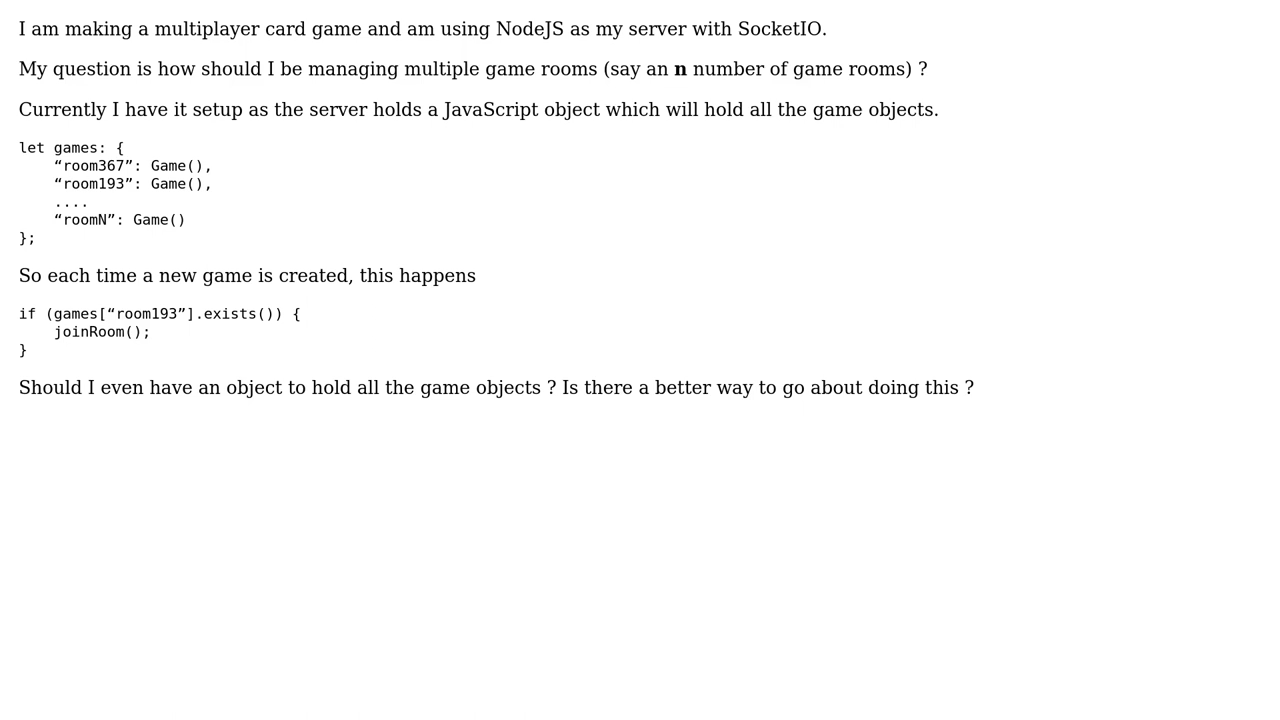 I am making a multiplayer card game and am using NodeJS as my server with SocketIO.
My question is how should I be managing multiple game rooms (say an n number of game rooms) ?
Currently I have it setup as the server holds a JavaScript object which will hold all the game objects.
let games: {
    “room367”: Game(),
    “room193”: Game(),
    ....
    “roomN”: Game()
};
So each time a new game is created, this happens
if (games[“room193”].exists()) {
    joinRoom();
}
Should I even have an object to hold all the game objects ? Is there a better way to go about doing this ?